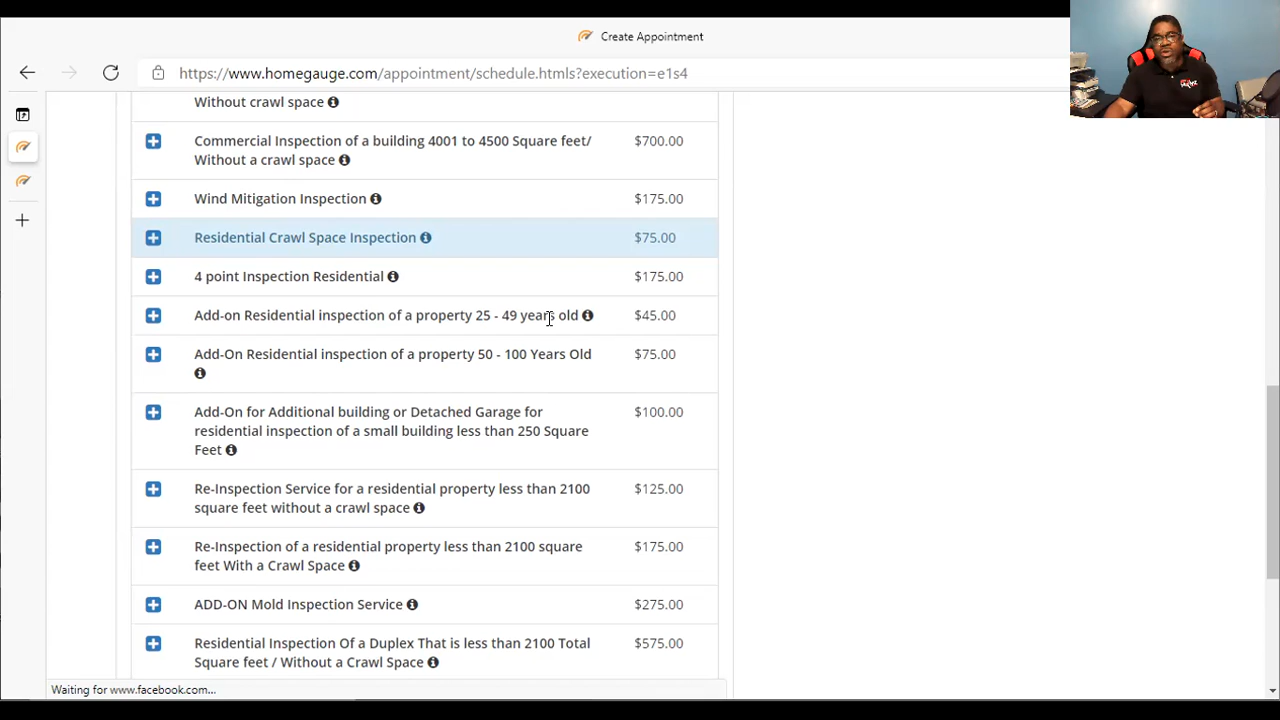 Create Appointment
https://www.homegauge.com/appointment/schedule.htmls?execution=e1s4
Without crawl space
Commercial Inspection of a building 4001 to 4500 Square feet/
Without a crawl space
$700.00
Wind Mitigation Inspection
$175.00
Residential Crawl Space Inspection
$75.00
4 point Inspection Residential
$175.00
Add-on Residential inspection of a property 25 - 49 years old
$45.00
Add-On Residential inspection of a property 50 - 100 Years Old
$75.00
Add-On for Additional building or Detached Garage for
residential inspection of a small building less than 250 Square
Feet
$100.00
Re-Inspection Service for a residential property less than 2100
square feet without a crawl space
$125.00
Re-Inspection of a residential property less than 2100 square
feet With a Crawl Space
$175.00
ADD-ON Mold Inspection Service
$275.00
Residential Inspection Of a Duplex That is less than 2100 Total
Square feet / Without a Crawl Space
$575.00
Waiting for www.facebook.com...